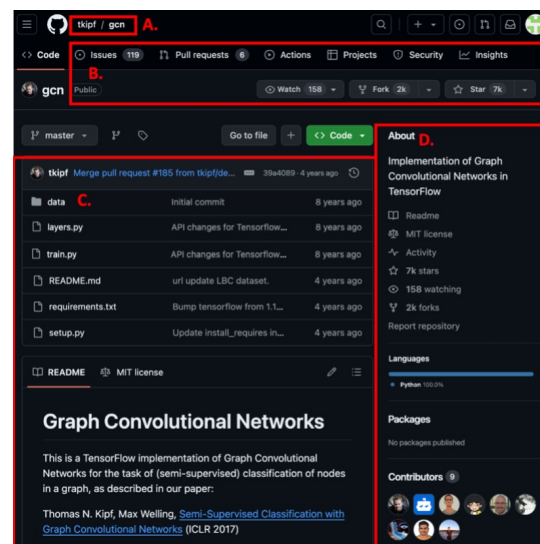 tkipf / gcn A.
Code Issues 119 Pull requests 6 Actions Projects Security Insights
B.
gcn Public Watch 158 Fork 2k Star 7k
master Go to file + Code
tkipf Merge pull request #185 from tkipf/de... 39a4089 · 4 years ago
data C. Initial commit 8 years ago
layers.py API changes for Tensorflow... 8 years ago
train.py API changes for Tensorflow... 8 years ago
README.md url update LBC dataset. 4 years ago
requirements.txt Bump tensorflow from 1.1... 4 years ago
setup.py Update install_requires in... 4 years ago
README MIT license
Graph Convolutional Networks
This is a TensorFlow implementation of Graph Convolutional
Networks for the task of (semi-supervised) classification of nodes
in a graph, as described in our paper:
Thomas N. Kipf, Max Welling, Semi-Supervised Classification with
Graph Convolutional Networks (ICLR 2017)
About D.
Implementation of Graph
Convolutional Networks in
TensorFlow
Readme
MIT license
Activity
7k stars
158 watching
2k forks
Report repository
Languages
Python 100.0%
Packages
No packages published
Contributors 9